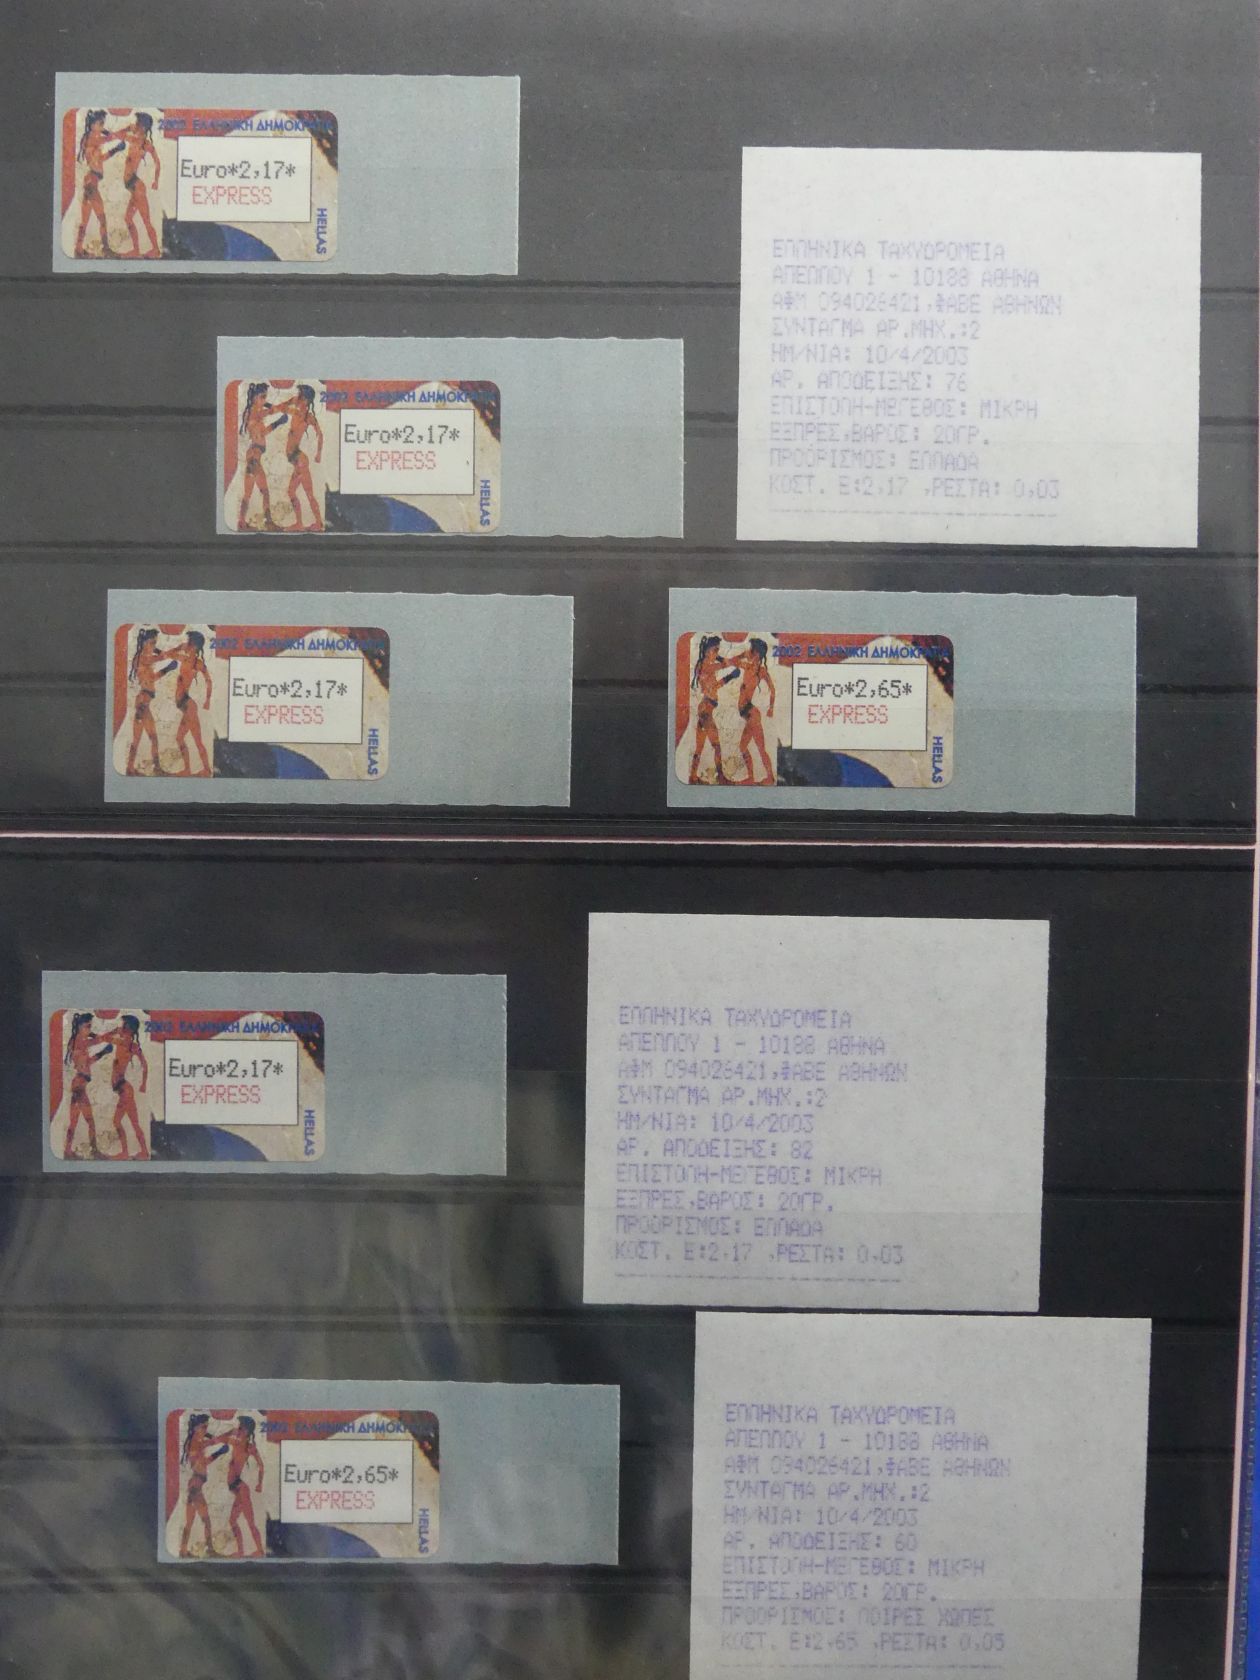 2002 ΕΛΛΗΝΙΚΗ ΔΗΜΟΚΡΑΤΙΑ
Euro*2,17*
EXPRESS
HELLAS
2002 ΕΛΛΗΝΙΚΗ ΔΗΜΟΚΡΑΤΙΑ
Euro*2,17*
EXPRESS
HELLAS
ΕΛΛΗΝΙΚΑ ΤΑΧΥΔΡΟΜΕΙΑ
ΑΠΕΛΛΟΥ 1 - 10188 ΑΘΗΝΑ
ΑΦΜ 094026421,ΦΑΒΕ ΑΘΗΝΩΝ
ΣΥΝΤΑΓΜΑ ΑΡ.ΜΗΧ.:2
ΗΜ/ΝΙΑ: 10/4/2003
ΑΡ. ΑΠΟΔΕΙΞΗΣ: 76
ΕΠΙΣΤΟΛΗ-ΜΕΓΕΘΟΣ: ΜΙΚΡΗ
ΕΞΠΡΕΣ,ΒΑΡΟΣ: 20ΓΡ.
ΠΡΟΟΡΙΣΜΟΣ: ΕΛΛΑΔΑ
ΚΟΣΤ. Ε:2,17 ,ΡΕΣΤΑ: 0,03
2002 ΕΛΛΗΝΙΚΗ ΔΗΜΟΚΡΑΤΙΑ
Euro*2,17*
EXPRESS
HELLAS
2002 ΕΛΛΗΝΙΚΗ ΔΗΜΟΚΡΑΤΙΑ
Euro*2,65*
EXPRESS
HELLAS
2002 ΕΛΛΗΝΙΚΗ ΔΗΜΟΚΡΑΤΙΑ
Euro*2,17*
EXPRESS
HELLAS
ΕΛΛΗΝΙΚΑ ΤΑΧΥΔΡΟΜΕΙΑ
ΑΠΕΛΛΟΥ 1 - 10188 ΑΘΗΝΑ
ΑΦΜ 094026421,ΦΑΒΕ ΑΘΗΝΩΝ
ΣΥΝΤΑΓΜΑ ΑΡ.ΜΗΧ.:2
ΗΜ/ΝΙΑ: 10/4/2003
ΑΡ. ΑΠΟΔΕΙΞΗΣ: 82
ΕΠΙΣΤΟΛΗ-ΜΕΓΕΘΟΣ: ΜΙΚΡΗ
ΕΞΠΡΕΣ,ΒΑΡΟΣ: 20ΓΡ.
ΠΡΟΟΡΙΣΜΟΣ: ΕΛΛΑΔΑ
ΚΟΣΤ. Ε:2,17 ,ΡΕΣΤΑ: 0,03
2002 ΕΛΛΗΝΙΚΗ ΔΗΜΟΚΡΑΤΙΑ
Euro*2,65*
EXPRESS
HELLAS
ΕΛΛΗΝΙΚΑ ΤΑΧΥΔΡΟΜΕΙΑ
ΑΠΕΛΛΟΥ 1 - 10188 ΑΘΗΝΑ
ΑΦΜ 094026421,ΦΑΒΕ ΑΘΗΝΩΝ
ΣΥΝΤΑΓΜΑ ΑΡ.ΜΗΧ.:2
ΗΜ/ΝΙΑ: 10/4/2003
ΑΡ. ΑΠΟΔΕΙΞΗΣ: 60
ΕΠΙΣΤΟΛΗ-ΜΕΓΕΘΟΣ: ΜΙΚΡΗ
ΕΞΠΡΕΣ,ΒΑΡΟΣ: 20ΓΡ.
ΠΡΟΟΡΙΣΜΟΣ: ΛΟΙΠΕΣ ΧΩΡΕΣ
ΚΟΣΤ. Ε:2,65 ,ΡΕΣΤΑ: 0,05